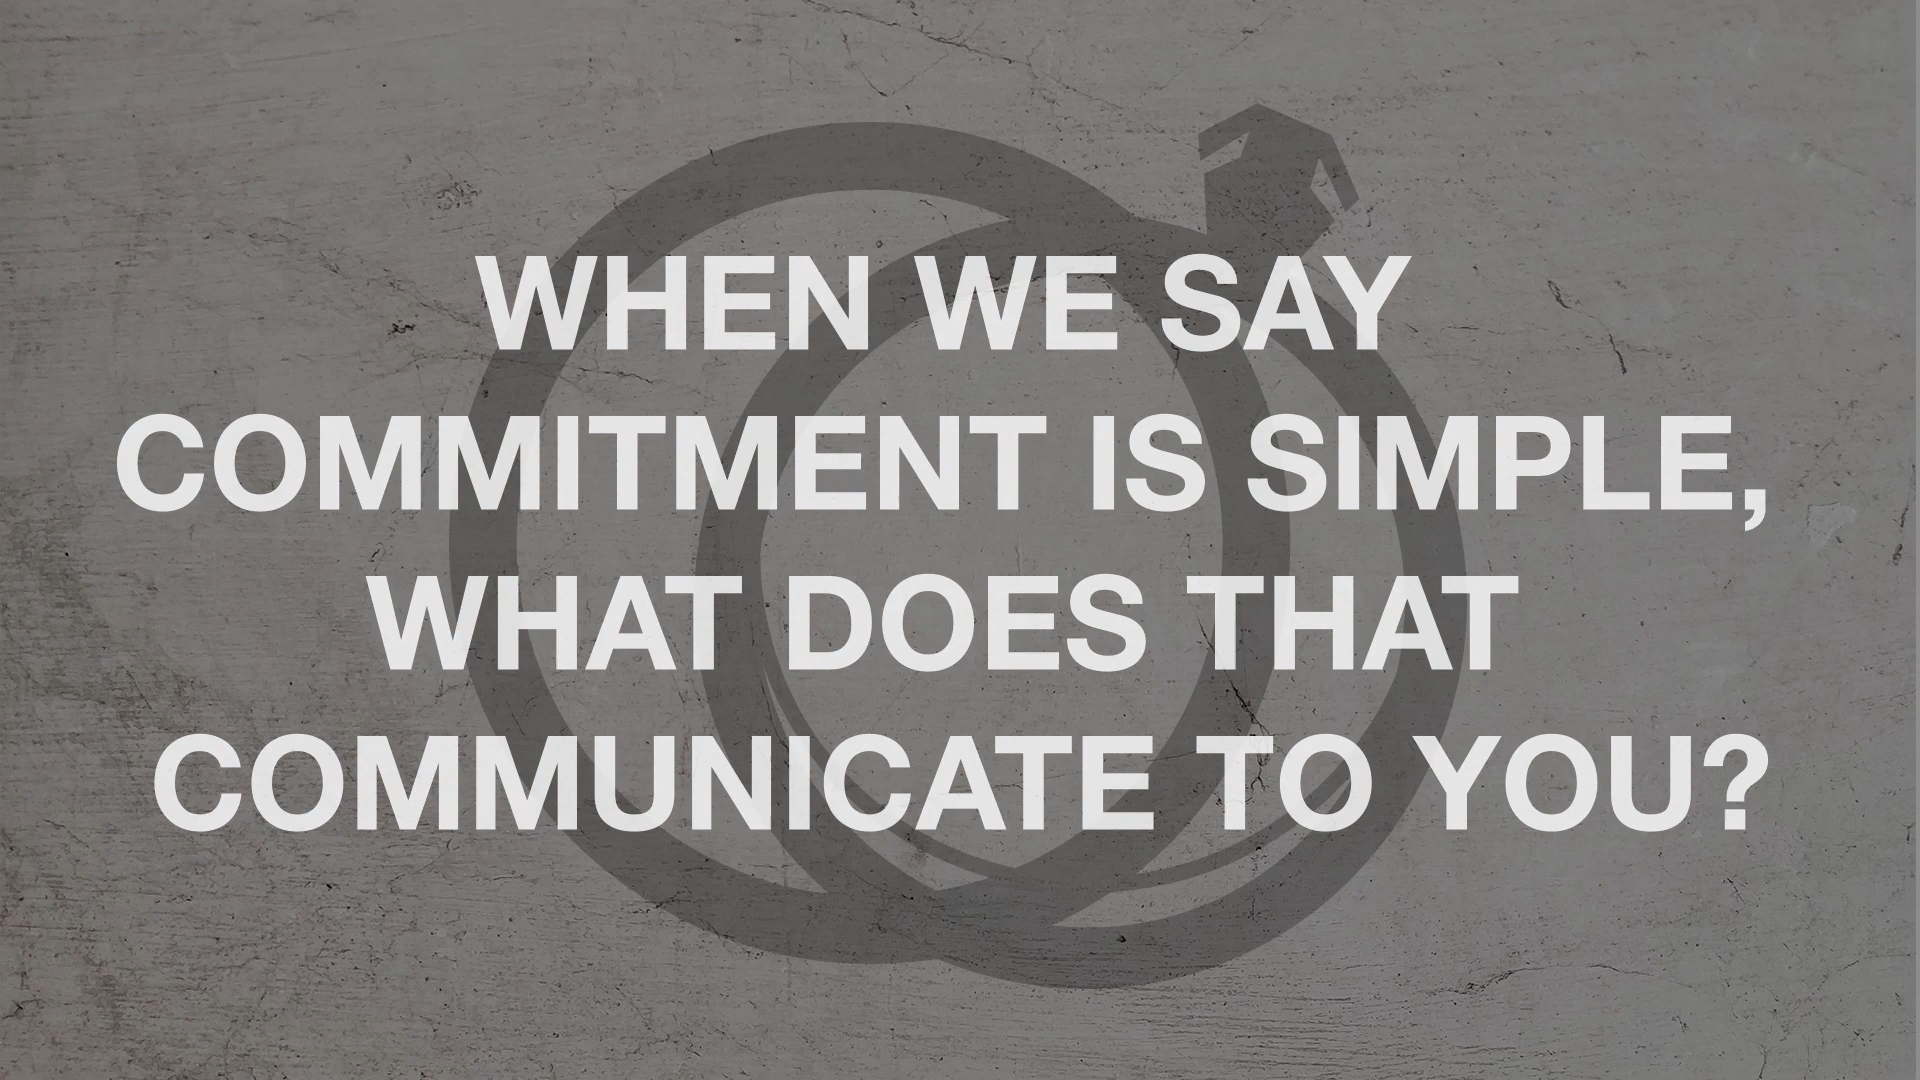 WHEN WE SAY
COMMITMENT IS SIMPLE,
WHAT DOES THAT
COMMUNICATE TO YOU?